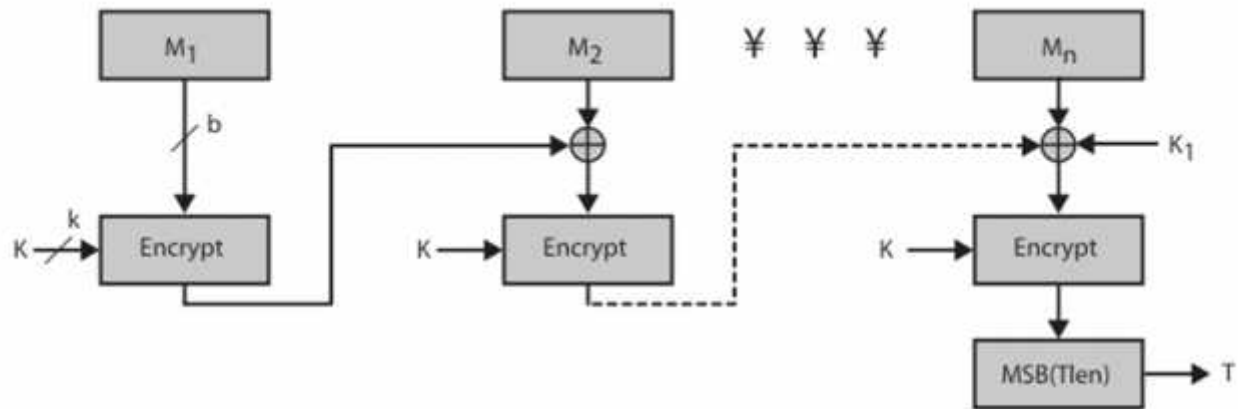 M1 M2 ¥ ¥ ¥ Mn
b
K1
k
K Encrypt K Encrypt K Encrypt
MSB(Tlen) T